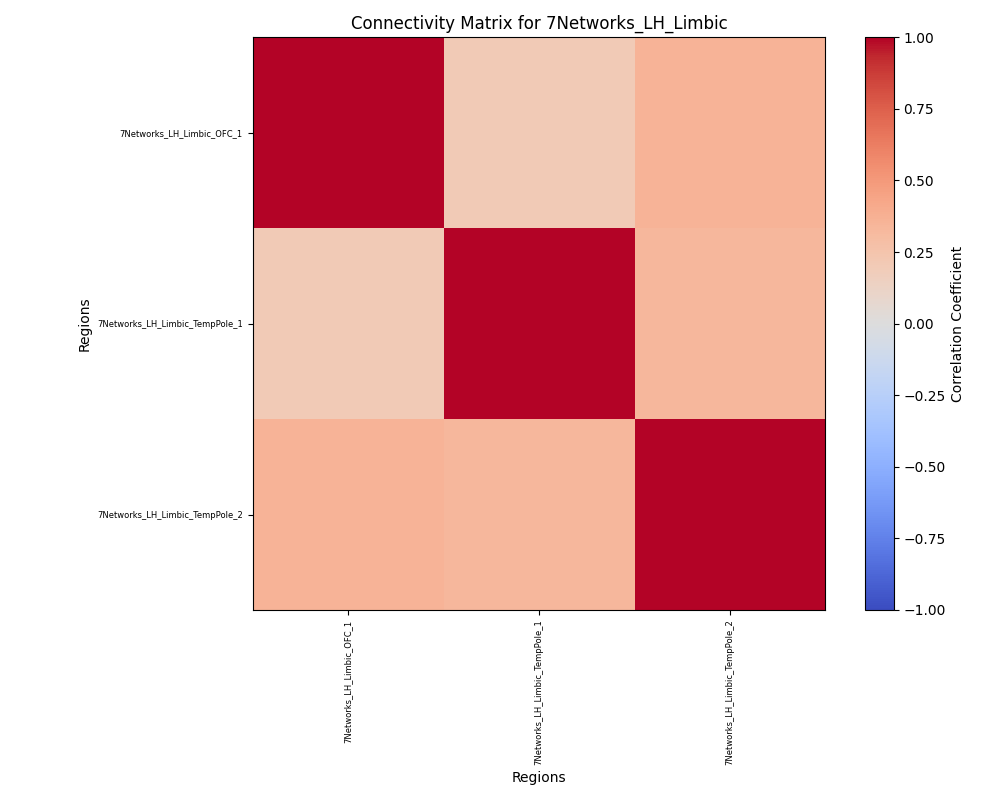 Connectivity Matrix for 7Networks_LH_Limbic
7Networks_LH_Limbic_OFC_1
7Networks_LH_Limbic_TempPole_1
7Networks_LH_Limbic_TempPole_2
Regions
7Networks_LH_Limbic_OFC_1
7Networks_LH_Limbic_TempPole_1
7Networks_LH_Limbic_TempPole_2
Regions
1.00
0.75
0.50
0.25
0.00
−0.25
−0.50
−0.75
−1.00
Correlation Coefficient